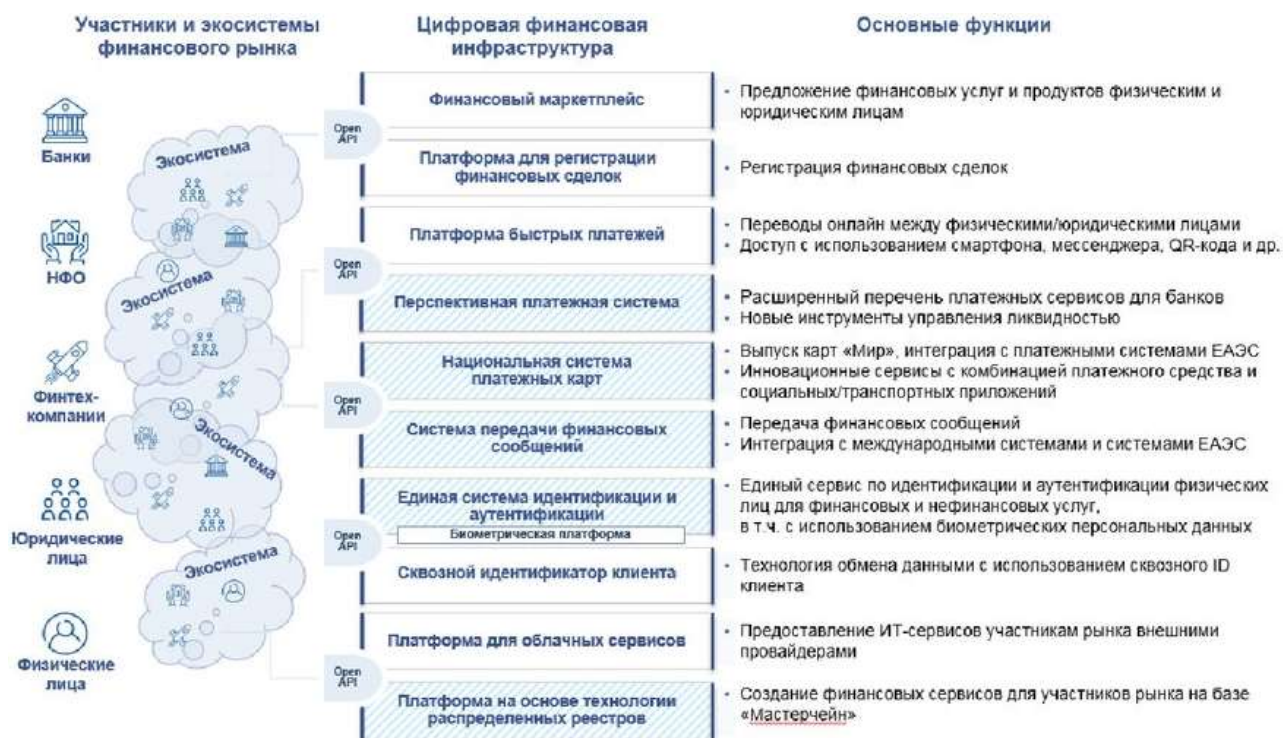 Участники и экосистемы
финансового рынка
Цифровая финансовая
инфраструктура
Основные функции
Банки
НФО
Финтех-
компании
Юридические
лица
Физические
лица
Экосистема
Экосистема
Экосистема
Экосистема
Open
API
Open
API
Open
API
Open
API
Open
API
Финансовый маркетплейс
• Предложение финансовых услуг и продуктов физическим и
юридическим лицам
Платформа для регистрации
финансовых сделок
• Регистрация финансовых сделок
Платформа быстрых платежей
• Переводы онлайн между физическими/юридическими лицами
• Доступ с использованием смартфона, мессенджера, QR-кода и др.
Перспективная платежная система
• Расширенный перечень платежных сервисов для банков
• Новые инструменты управления ликвидностью
Национальная система
платежных карт
• Выпуск карт «Мир», интеграция с платежными системами ЕАЭС
• Инновационные сервисы с комбинацией платежного средства и
социальных/транспортных приложений
Система передачи финансовых
сообщений
• Передача финансовых сообщений
• Интеграция с международными системами и системами ЕАЭС
Единая система идентификации и
аутентификации
Биометрическая платформа
• Единый сервис по идентификации и аутентификации физических
лиц для финансовых и нефинансовых услуг,
в т.ч. с использованием биометрических персональных данных
Сквозной идентификатор клиента
• Технология обмена данными с использованием сквозного ID
клиента
Платформа для облачных сервисов
• Предоставление ИТ-сервисов участникам рынка внешними
провайдерами
Платформа на основе технологии
распределенных реестров
• Создание финансовых сервисов для участников рынка на базе
«Мастерчейн»